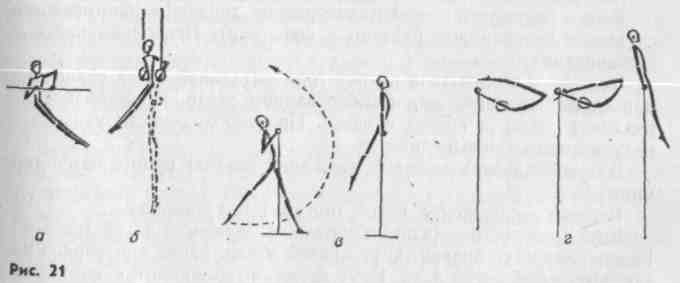 а б в г
Рис. 21